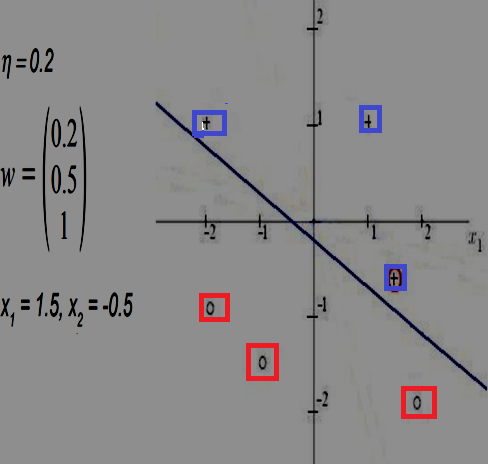 η = 0.2
w = (0.2
0.5
1)
x₁ = 1.5, x₂ = -0.5
2
+
1
+
-2
-1
1
2
x₁
+
o
-1
o
-2
o